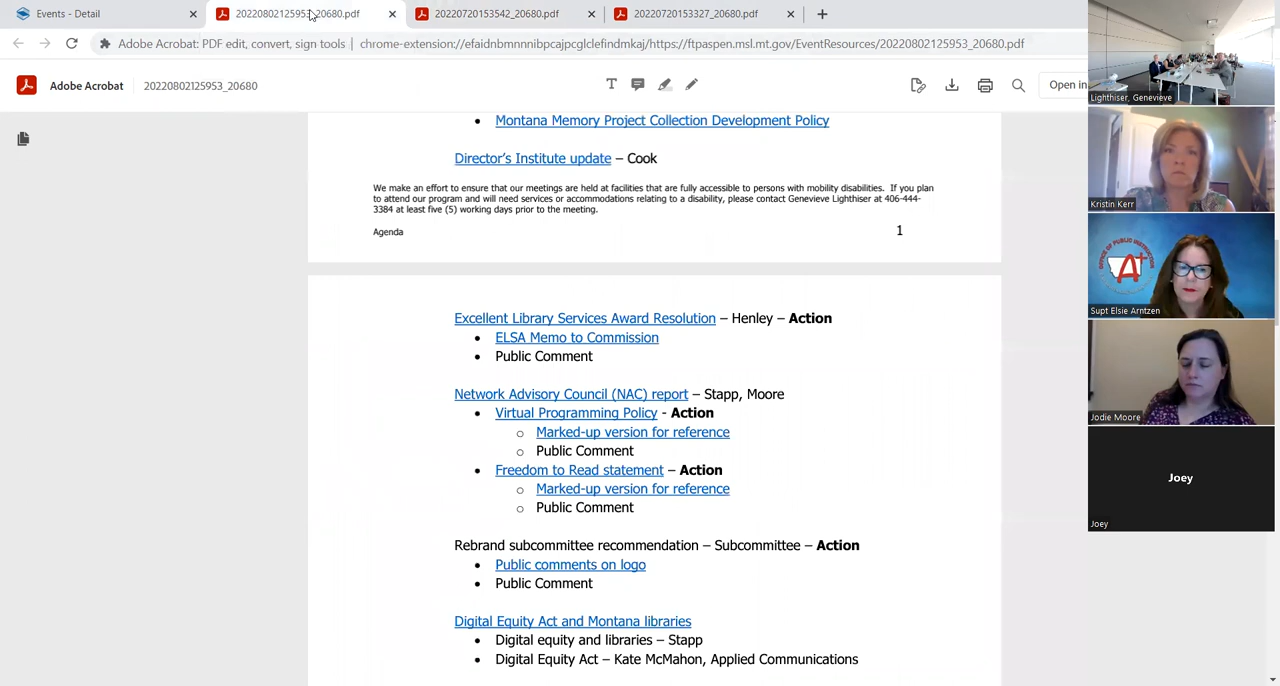 Events - Detail
20220802125953_20680.pdf
20220720153542_20680.pdf
20220720153327_20680.pdf
Adobe Acrobat: PDF edit, convert, sign tools | chrome-extension://efaidnbmnnnibpcajpcglclefindmkaj/https://ftpaspen.msl.mt.gov/EventResources/20220802125953_20680.pdf
Adobe Acrobat
20220802125953_20680
Open in
• Montana Memory Project Collection Development Policy
Director's Institute update – Cook
We make an effort to ensure that our meetings are held at facilities that are fully accessible to persons with mobility disabilities. If you plan
to attend our program and will need services or accommodations relating to a disability, please contact Genevieve Lighthiser at 406-444-
3384 at least five (5) working days prior to the meeting.
Agenda
1
Excellent Library Services Award Resolution – Henley – Action
• ELSA Memo to Commission
• Public Comment
Network Advisory Council (NAC) report – Stapp, Moore
• Virtual Programming Policy - Action
○ Marked-up version for reference
○ Public Comment
• Freedom to Read statement – Action
○ Marked-up version for reference
○ Public Comment
Rebrand subcommittee recommendation – Subcommittee – Action
• Public comments on logo
• Public Comment
Digital Equity Act and Montana libraries
• Digital equity and libraries – Stapp
• Digital Equity Act – Kate McMahon, Applied Communications
Lighthiser, Genevieve
Kristin Kerr
OFFICE OF PUBLIC INSTRUCTION
A+
Supt Elsie Arntzen
Jodie Moore
Joey
Joey